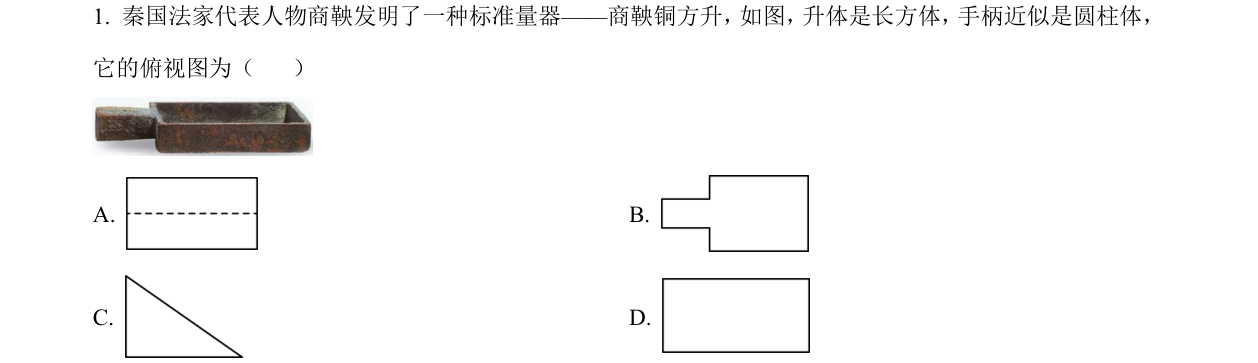 1. 秦国法家代表人物商鞅发明了一种标准量器——商鞅铜方升，如图，升体是长方体，手柄近似是圆柱体，
它的俯视图为（　　）
A.
B.
C.
D.